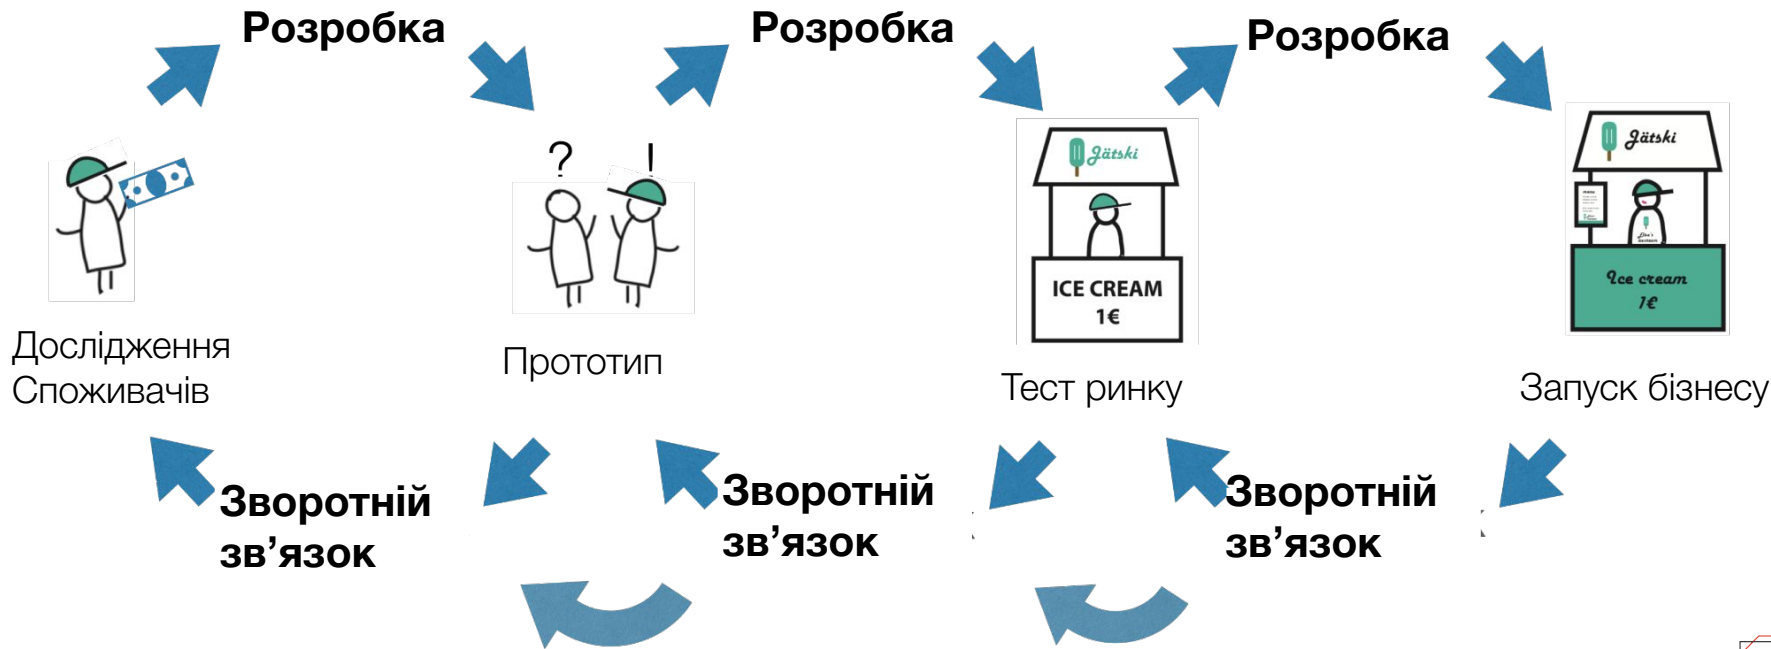 Розробка
Розробка
Розробка
?
!
Jätski
ICE CREAM
1€
Jätski
Ice cream
1€
Дослідження
Споживачів
Прототип
Тест ринку
Запуск бізнесу
Зворотній
зв’язок
Зворотній
зв’язок
Зворотній
зв’язок